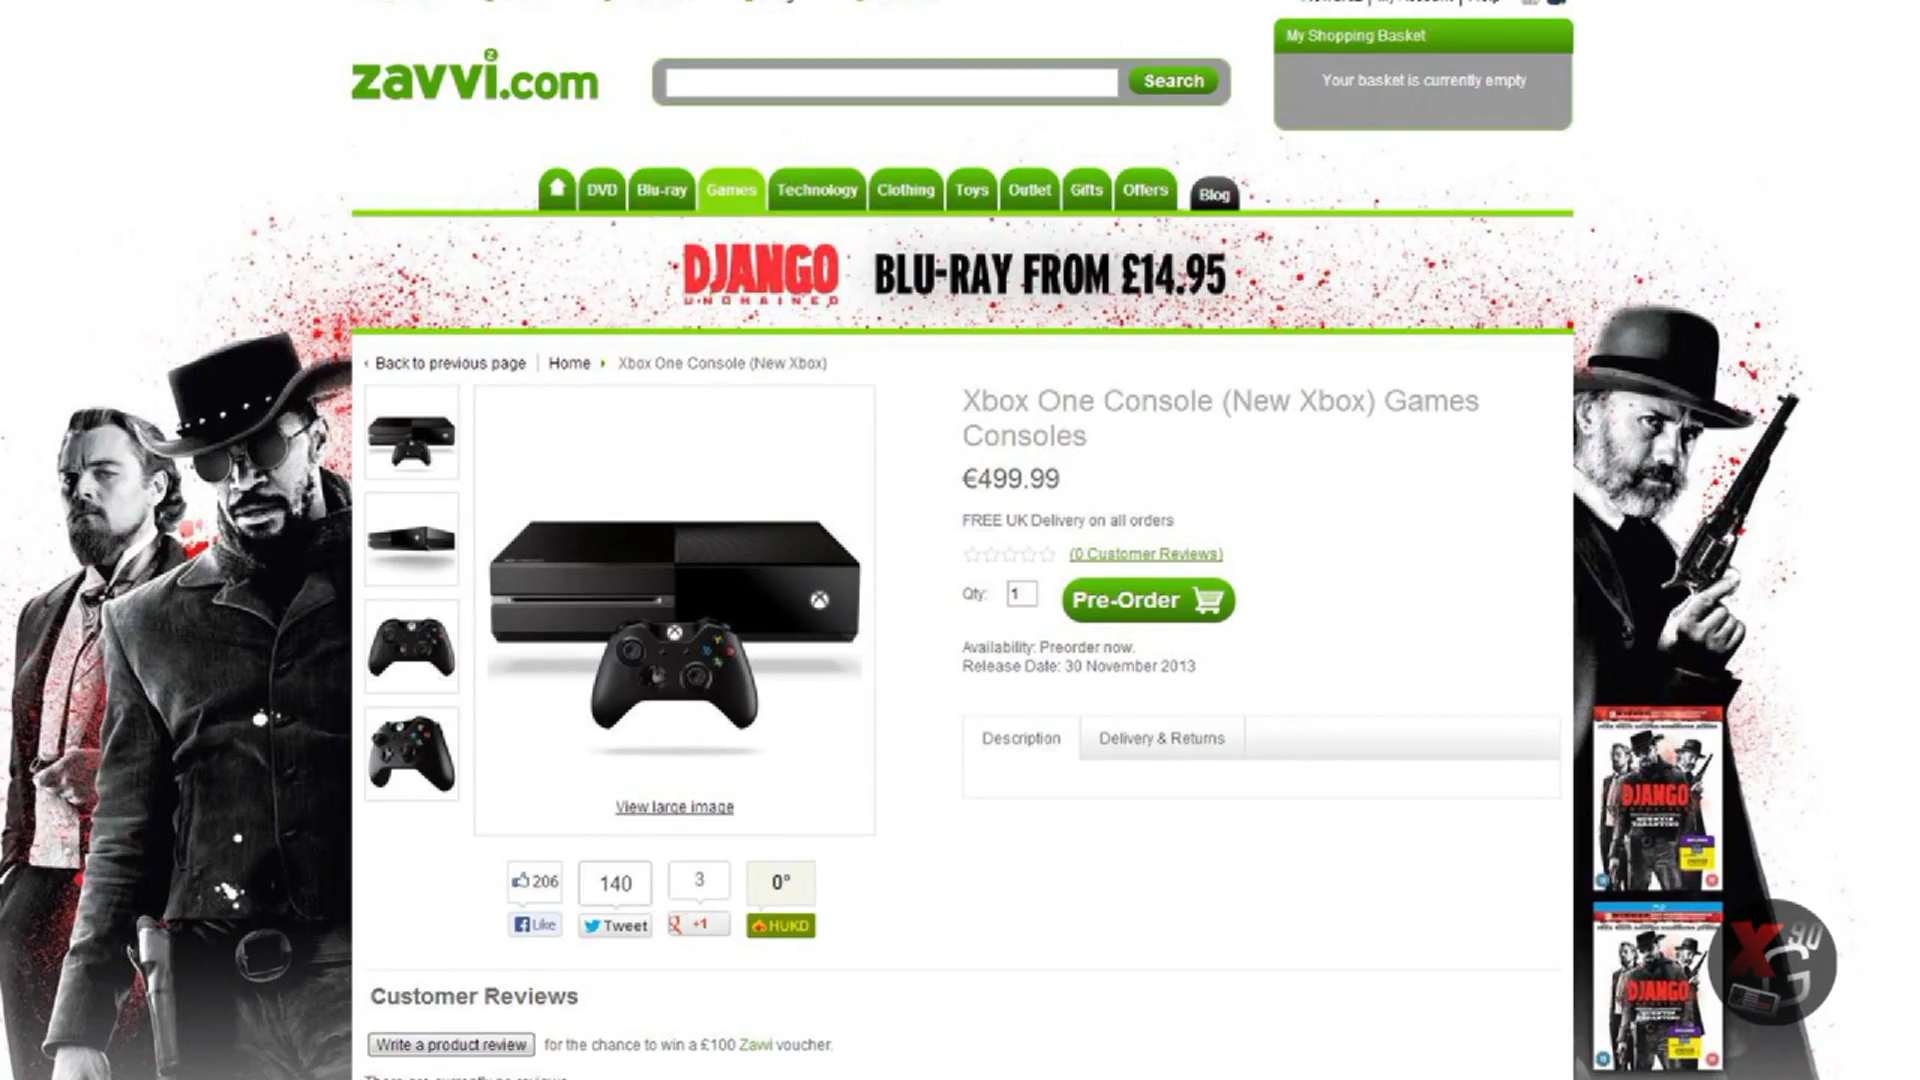 My Shopping Basket
zavvi.com
Search
Your basket is currently empty
DVD
Blu-ray
Games
Technology
Clothing
Toys
Outlet
Gifts
Offers
Blog
DJANGO
UNCHAINED
BLU-RAY FROM £14.95
Back to previous page
Home
Xbox One Console (New Xbox)
Xbox One Console (New Xbox) Games
Consoles
€499.99
FREE UK Delivery on all orders
(0 Customer Reviews)
Qty: 1
Pre-Order
Availability: Preorder now.
Release Date: 30 November 2013
Description
Delivery & Returns
View large image
206
140
3
0°
Like
Tweet
+1
HUKD
DJANGO
DJANGO
X
G
90
Customer Reviews
Write a product review
for the chance to win a £100 Zavvi voucher.